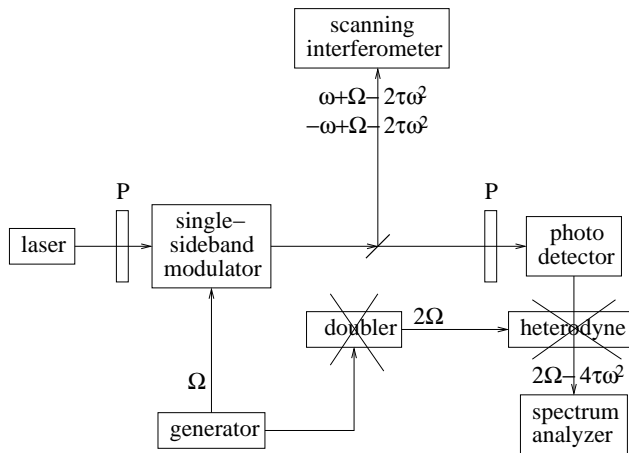 scanning
interferometer
ω+Ω−2τω²
−ω+Ω−2τω²
P
P
laser
single−
sideband
modulator
photo
detector
doubler
2Ω
heterodyne
Ω
2Ω−4τω²
generator
spectrum
analyzer